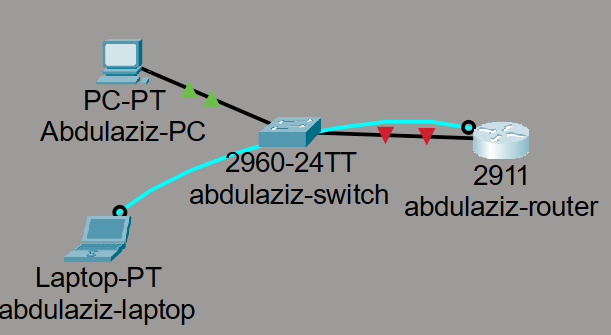 PC-PT
Abdulaziz-PC
2960-24TT
abdulaziz-switch
2911
abdulaziz-router
Laptop-PT
abdulaziz-laptop